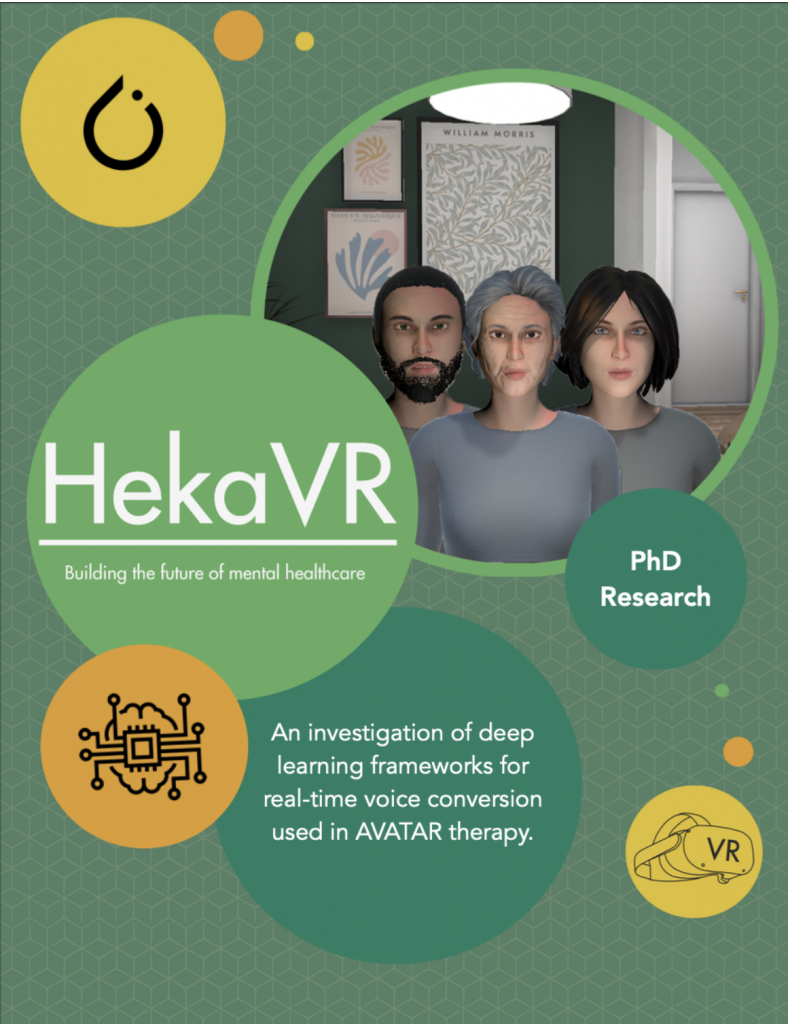 WILLIAM MORRIS
HekaVR
Building the future of mental healthcare
PhD
Research
An investigation of deep
learning frameworks for
real-time voice conversion
used in AVATAR therapy.
VR